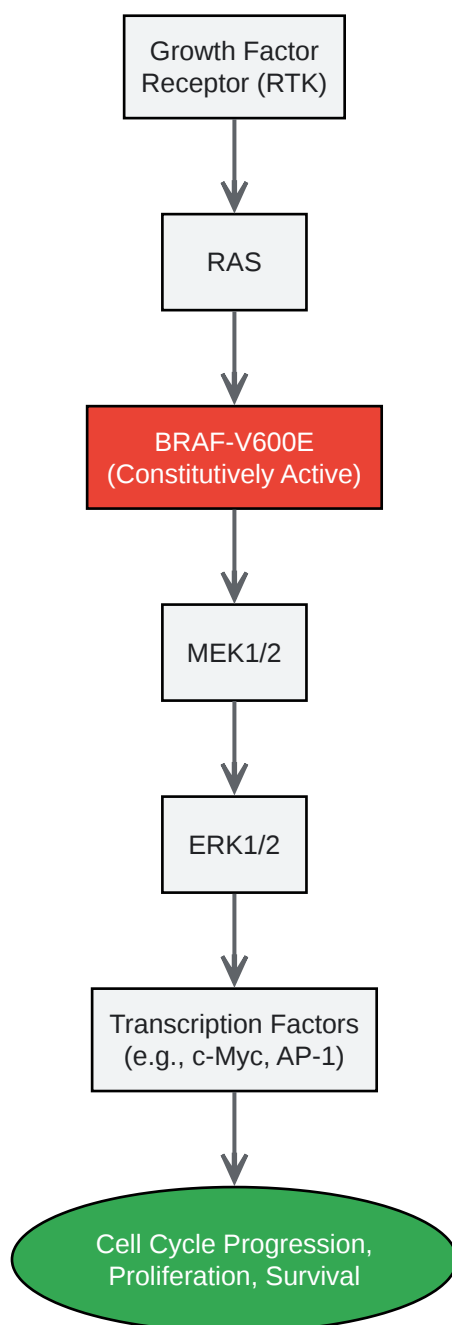 Growth Factor
Receptor (RTK)
RAS
BRAF-V600E
(Constitutively Active)
MEK1/2
ERK1/2
Transcription Factors
(e.g., c-Myc, AP-1)
Cell Cycle Progression,
Proliferation, Survival